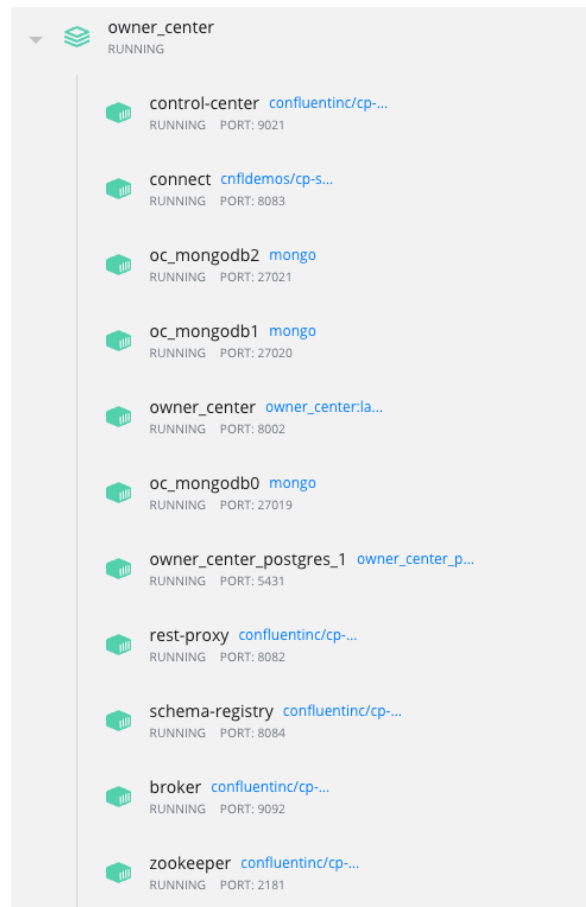 owner_center
RUNNING
control-center confluentinc/cp-...
RUNNING PORT: 9021
connect cnfldemos/cp-s...
RUNNING PORT: 8083
oc_mongodb2 mongo
RUNNING PORT: 27021
oc_mongodb1 mongo
RUNNING PORT: 27020
owner_center owner_center:la...
RUNNING PORT: 8002
oc_mongodb0 mongo
RUNNING PORT: 27019
owner_center_postgres_1 owner_center_p...
RUNNING PORT: 5431
rest-proxy confluentinc/cp-...
RUNNING PORT: 8082
schema-registry confluentinc/cp-...
RUNNING PORT: 8084
broker confluentinc/cp-...
RUNNING PORT: 9092
zookeeper confluentinc/cp-...
RUNNING PORT: 2181